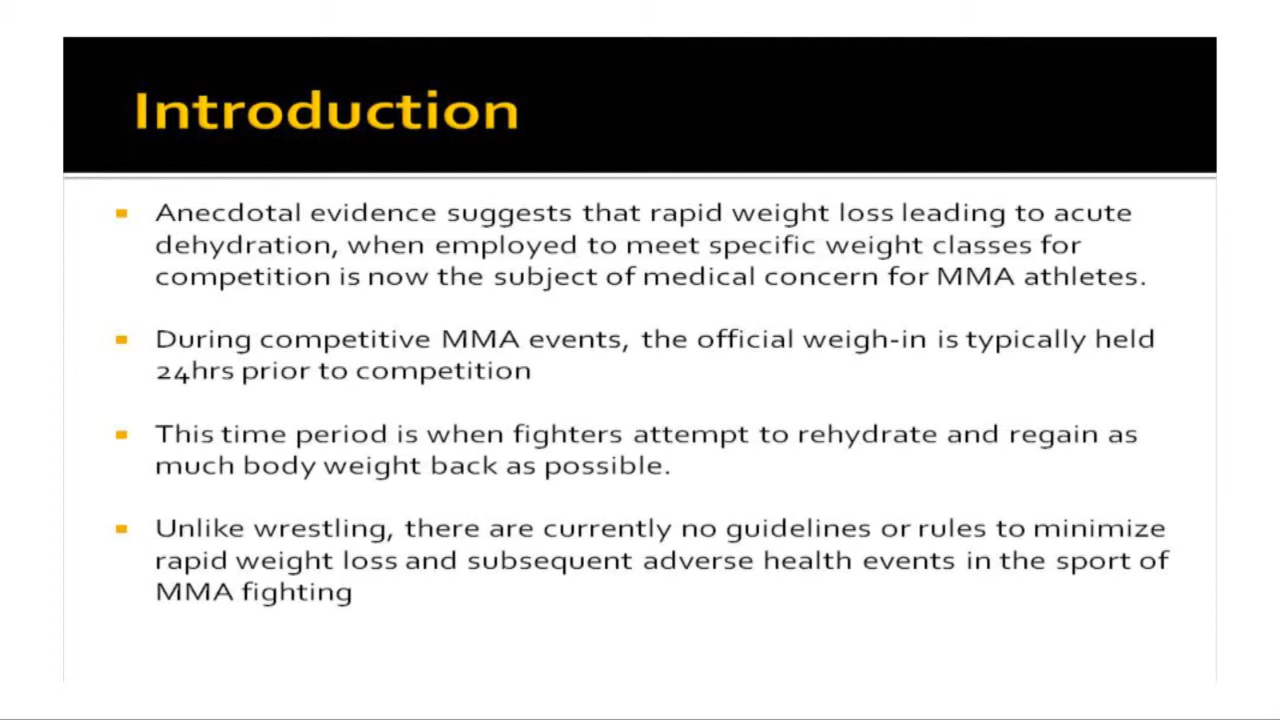 Introduction
Anecdotal evidence suggests that rapid weight loss leading to acute
dehydration, when employed to meet specific weight classes for
competition is now the subject of medical concern for MMA athletes.
During competitive MMA events, the official weigh-in is typically held
24hrs prior to competition
This time period is when fighters attempt to rehydrate and regain as
much body weight back as possible.
Unlike wrestling, there are currently no guidelines or rules to minimize
rapid weight loss and subsequent adverse health events in the sport of
MMA fighting